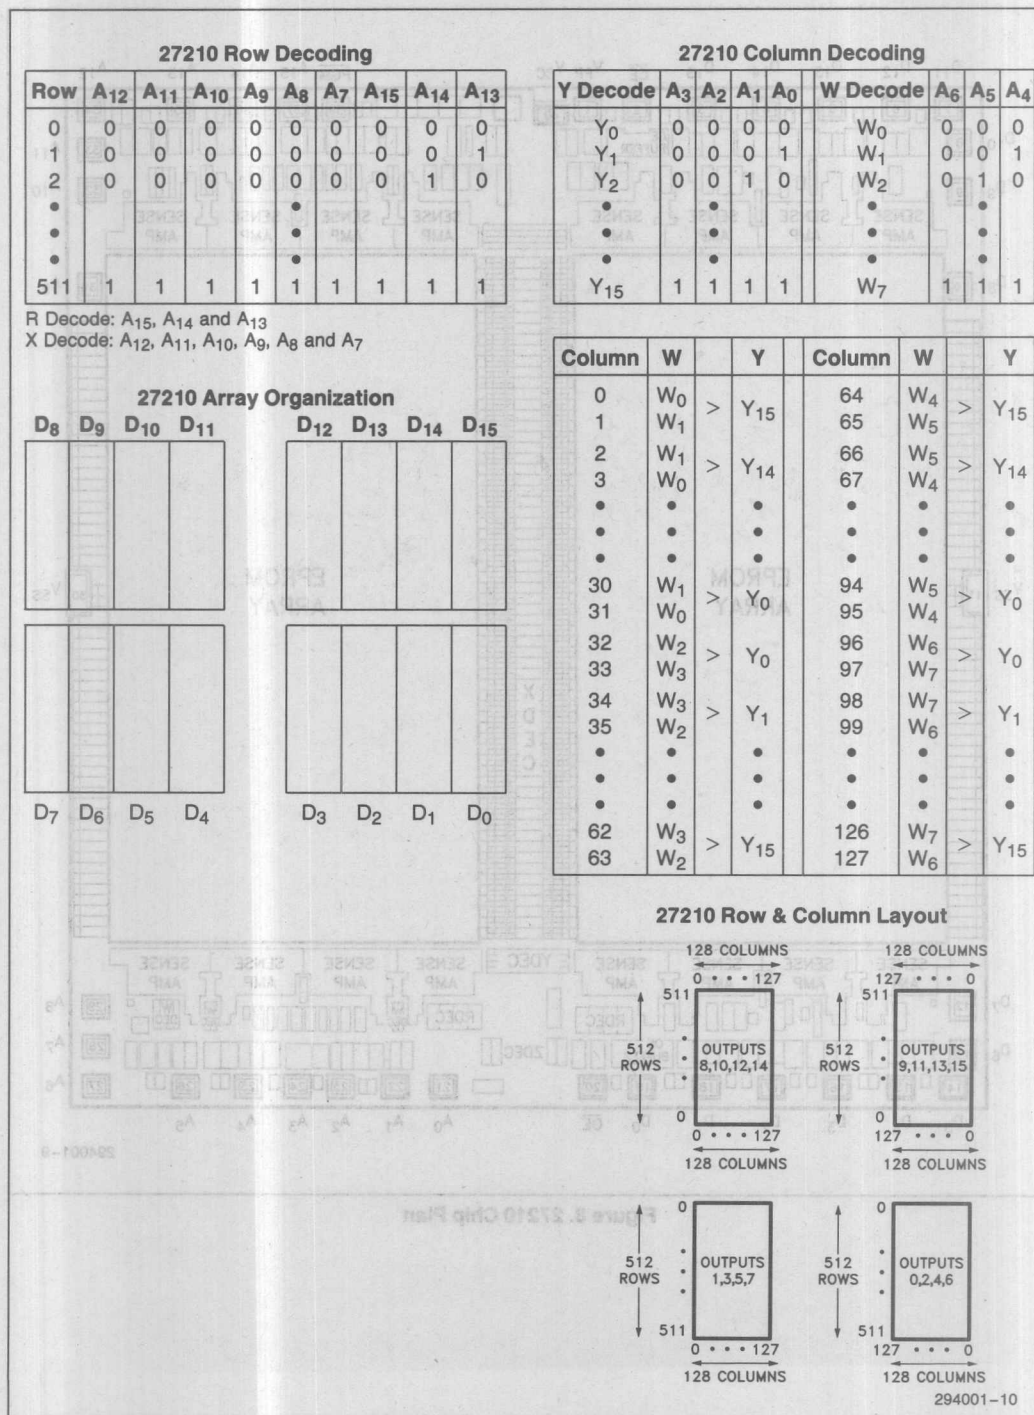 27210 Row Decoding
Row A12 A11 A10 A9 A8 A7 A15 A14 A13
0 0 0 0 0 0 0 0 0 0
1 0 0 0 0 0 0 0 0 1
2 0 0 0 0 0 0 0 1 0
• •
• •
• •
511 1 1 1 1 1 1 1 1 1
R Decode: A15, A14 and A13
X Decode: A12, A11, A10, A9, A8 and A7
27210 Column Decoding
Y Decode A3 A2 A1 A0 W Decode A6 A5 A4
Y0 0 0 0 0 W0 0 0 0
Y1 0 0 0 1 W1 0 0 1
Y2 0 0 1 0 W2 0 1 0
• • • •
• • • •
• • • •
Y15 1 1 1 1 W7 1 1 1
27210 Array Organization
D8 D9 D10 D11 D12 D13 D14 D15
D7 D6 D5 D4 D3 D2 D1 D0
Column W Y Column W Y
0 W0 > Y15 64 W4 > Y15
1 W1 65 W5
2 W1 > Y14 66 W5 > Y14
3 W0 67 W4
• • • • • •
• • • • • •
• • • • • •
30 W1 > Y0 94 W5 > Y0
31 W0 95 W4
32 W2 > Y0 96 W6 > Y0
33 W3 97 W7
34 W3 > Y1 98 W7 > Y1
35 W2 99 W6
• • • • • •
• • • • • •
• • • • • •
62 W3 > Y15 126 W7 > Y15
63 W2 127 W6
27210 Row & Column Layout
128 COLUMNS
0 • • • 127
511
512 ROWS
OUTPUTS
8,10,12,14
0
0 • • • 127
128 COLUMNS
128 COLUMNS
127 • • • 0
511
512 ROWS
OUTPUTS
9,11,13,15
0
127 • • • 0
128 COLUMNS
0
512 ROWS
OUTPUTS
1,3,5,7
511
0 • • • 127
128 COLUMNS
0
512 ROWS
OUTPUTS
0,2,4,6
511
127 • • • 0
128 COLUMNS
294001-10